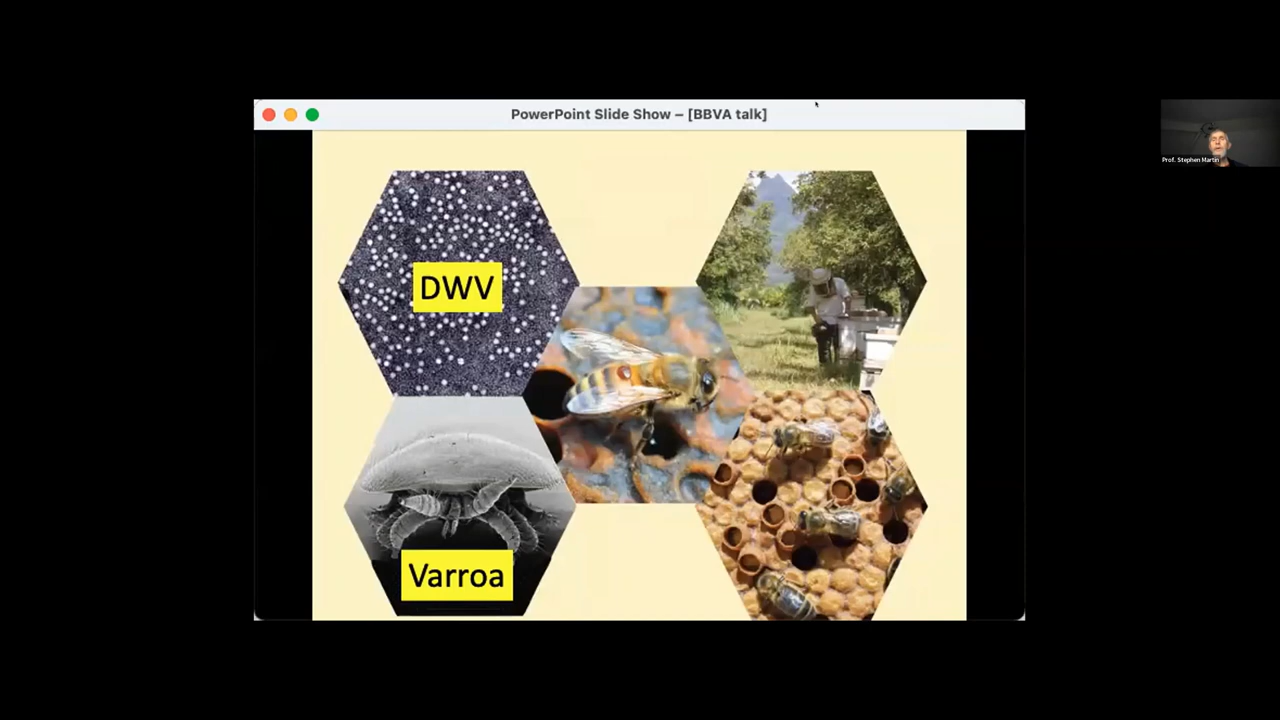 PowerPoint Slide Show – [BBVA talk]
DWV
Varroa
Prof. Stephen Martin